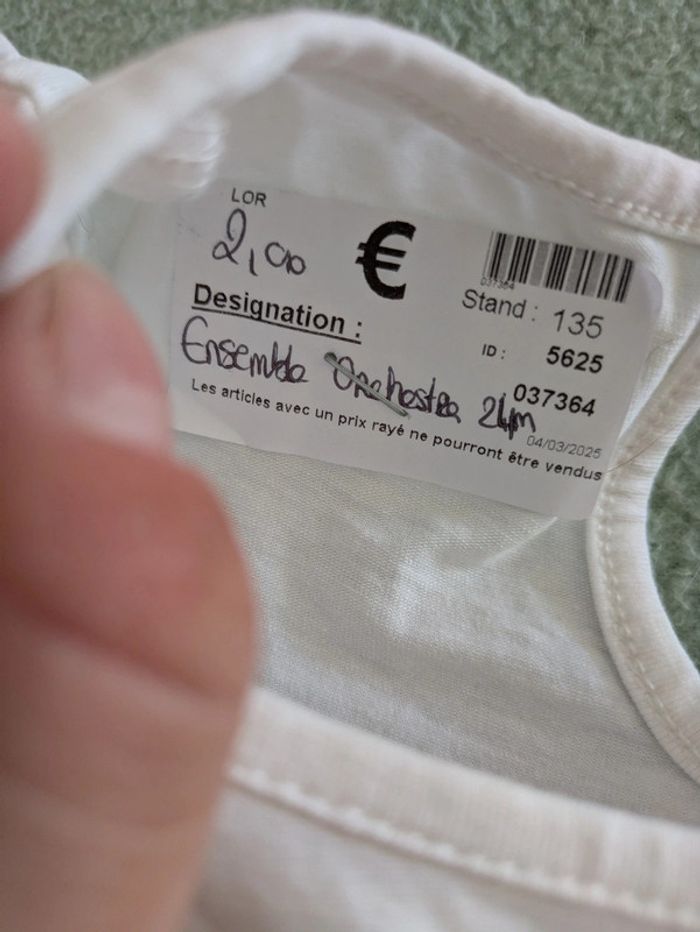 LOR
2,00 €
037364
Stand : 135
Designation :
ID : 5625
Ensemble Orchestra 24m
037364
04/03/2025
Les articles avec un prix rayé ne pourront être vendus